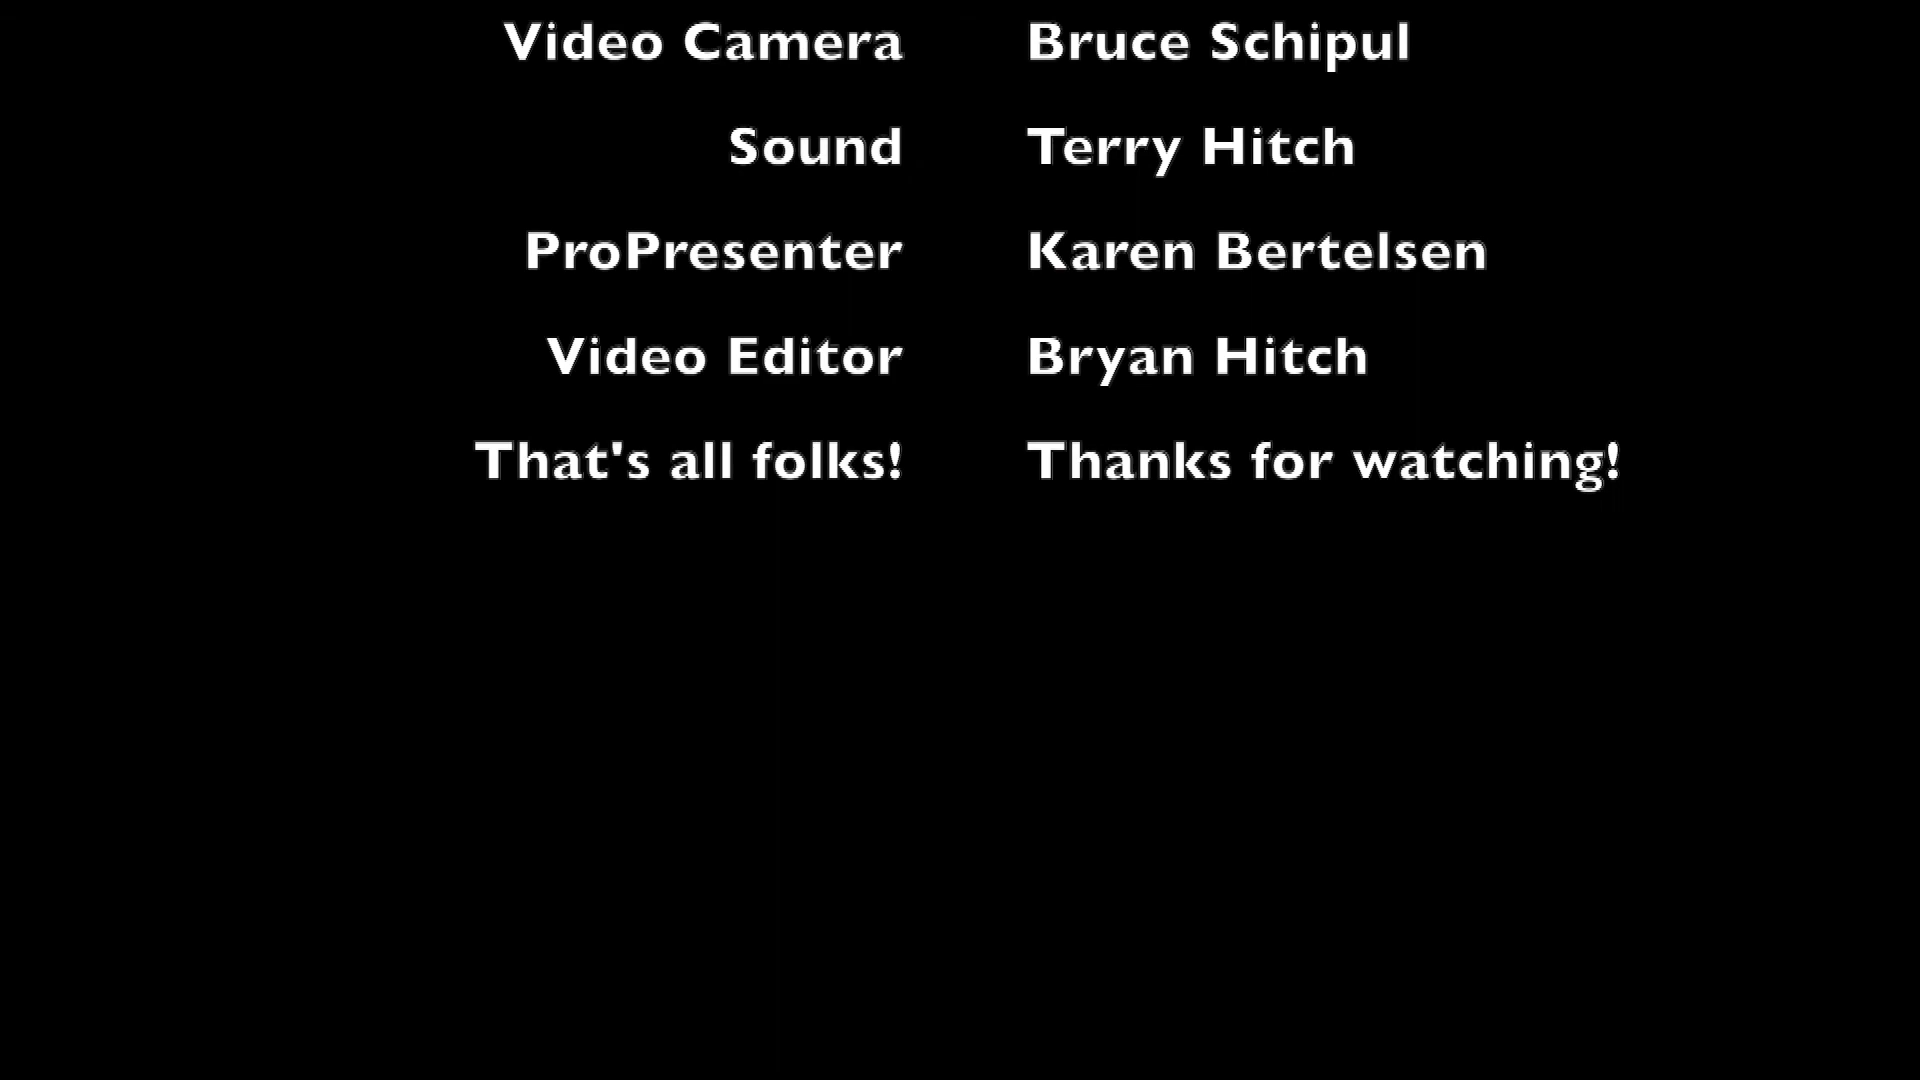 Video Camera Bruce Schipul
Sound Terry Hitch
ProPresenter Karen Bertelsen
Video Editor Bryan Hitch
That's all folks! Thanks for watching!